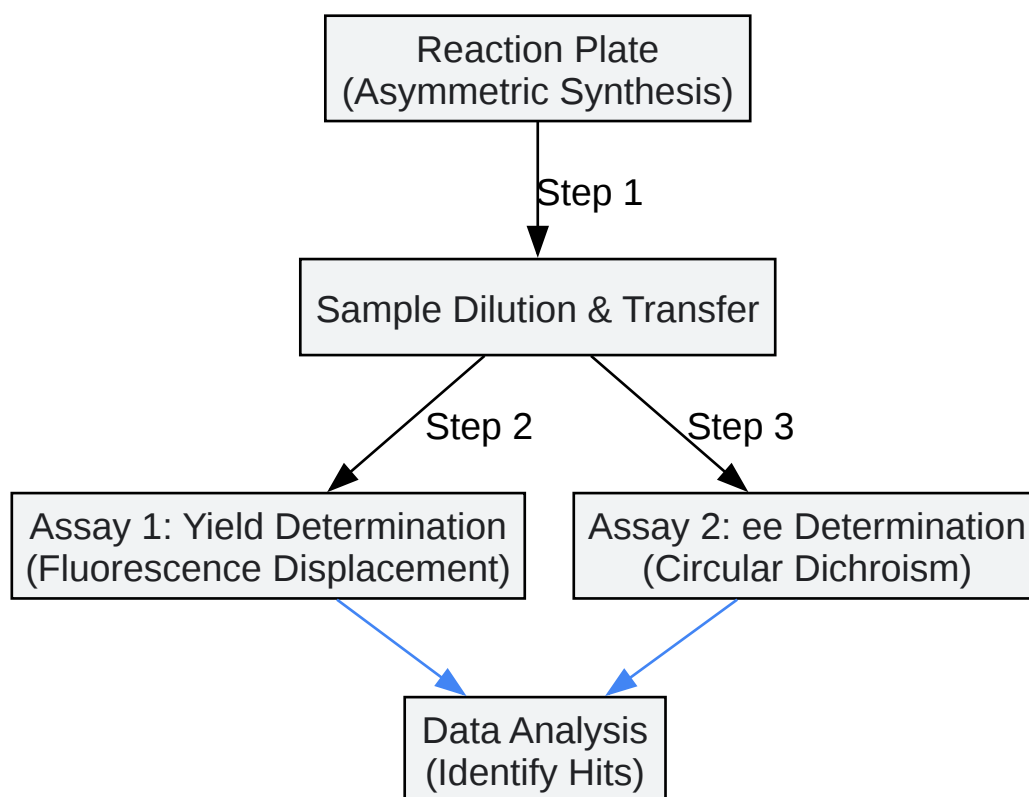 Reaction Plate
(Asymmetric Synthesis)
Step 1
Sample Dilution & Transfer
Step 2
Step 3
Assay 1: Yield Determination
(Fluorescence Displacement)
Assay 2: ee Determination
(Circular Dichroism)
Data Analysis
(Identify Hits)